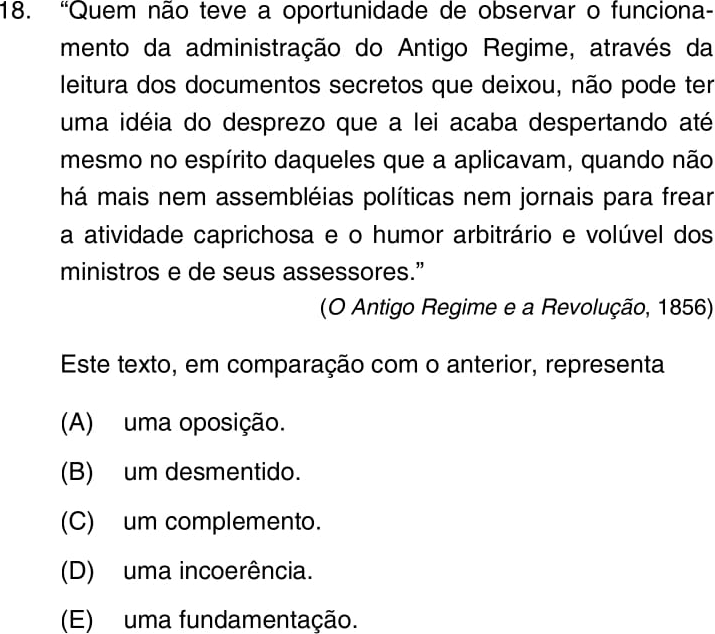 18. “Quem não teve a oportunidade de observar o funciona-
mento da administração do Antigo Regime, através da
leitura dos documentos secretos que deixou, não pode ter
uma idéia do desprezo que a lei acaba despertando até
mesmo no espírito daqueles que a aplicavam, quando não
há mais nem assembléias políticas nem jornais para frear
a atividade caprichosa e o humor arbitrário e volúvel dos
ministros e de seus assessores.”
(O Antigo Regime e a Revolução, 1856)
Este texto, em comparação com o anterior, representa
(A) uma oposição.
(B) um desmentido.
(C) um complemento.
(D) uma incoerência.
(E) uma fundamentação.